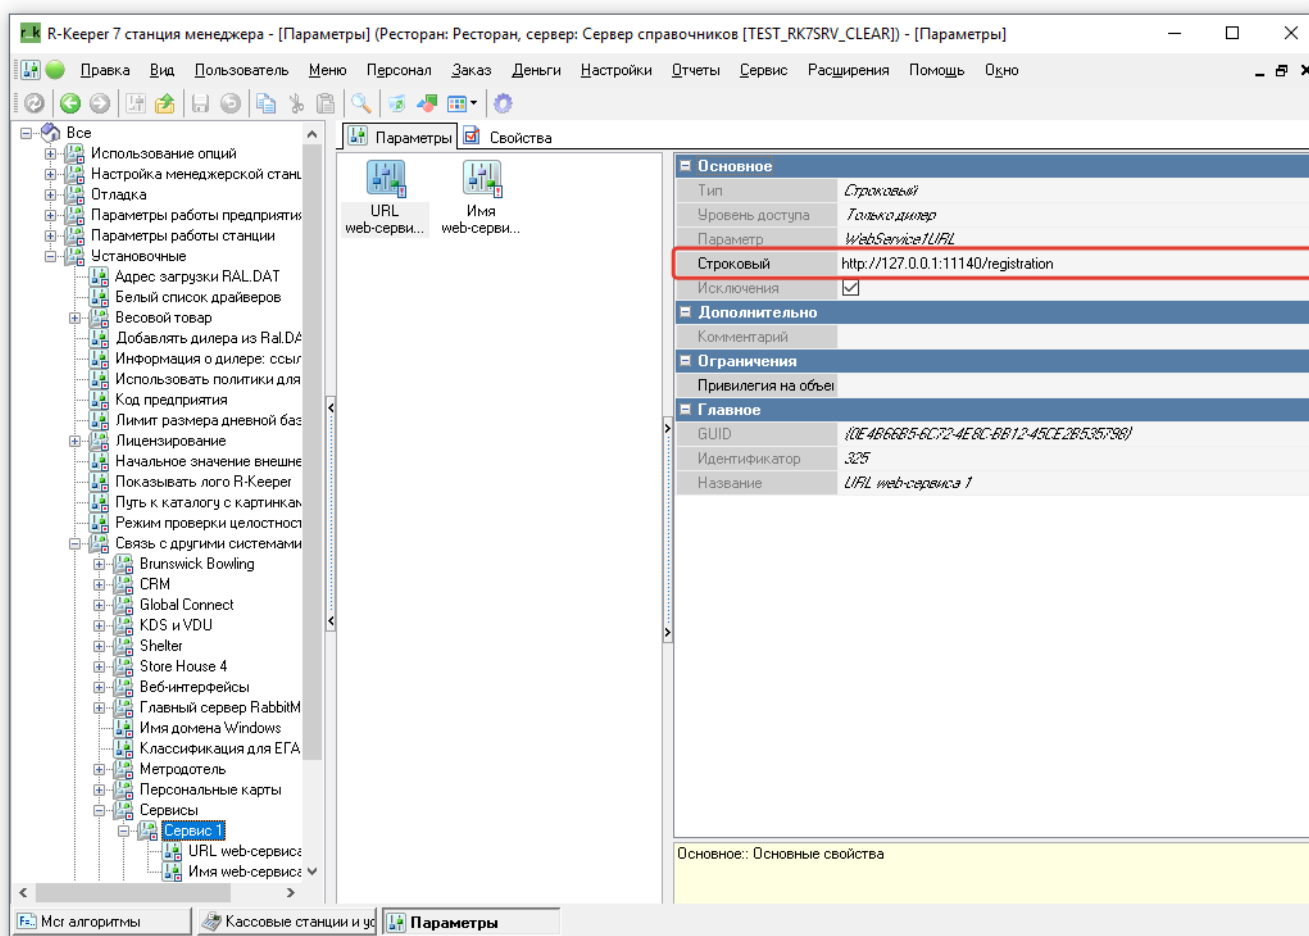 r_k R-Keeper 7 станция менеджера - [Параметры] (Ресторан: Ресторан, сервер: Сервер справочников [TEST_RK7SRV_CLEAR]) - [Параметры]
Правка Вид Пользователь Меню Персонал Заказ Деньги Настройки Отчеты Сервис Расширения Помощь Окно
Все
Использование опций
Настройка менеджерской станц
Отладка
Параметры работы предприятия
Параметры работы станции
Установочные
Адрес загрузки RAL.DAT
Белый список драйверов
Весовой товар
Добавлять дилера из Ral.DA
Информация о дилере: ссыл
Использовать политики для
Код предприятия
Лимит размера дневной баз
Лицензирование
Начальное значение внешне
Показывать лого R-Keeper
Путь к каталогу с картинкам
Режим проверки целостност
Связь с другими системами
Brunswick Bowling
CRM
Global Connect
KDS и VDU
Shelter
Store House 4
Веб-интерфейсы
Главный сервер RabbitM
Имя домена Windows
Классификация для ЕГА
Метродотель
Персональные карты
Сервисы
Сервис 1
URL web-сервиса
Имя web-сервиса
Параметры Свойства
URL web-серви...
Имя web-серви...
Основное
Тип Строковый
Уровень доступа Только дилер
Параметр WebService1URL
Строковый http://127.0.0.1:11140/registration
Исключения
Дополнительно
Комментарий
Ограничения
Привилегия на объек
Главное
GUID {0E4B66B5-6C72-4E8C-BB12-45CE2B535798}
Идентификатор 325
Название URL web-сервиса 1
Основное:: Основные свойства
Mcr алгоритмы Кассовые станции и ус Параметры